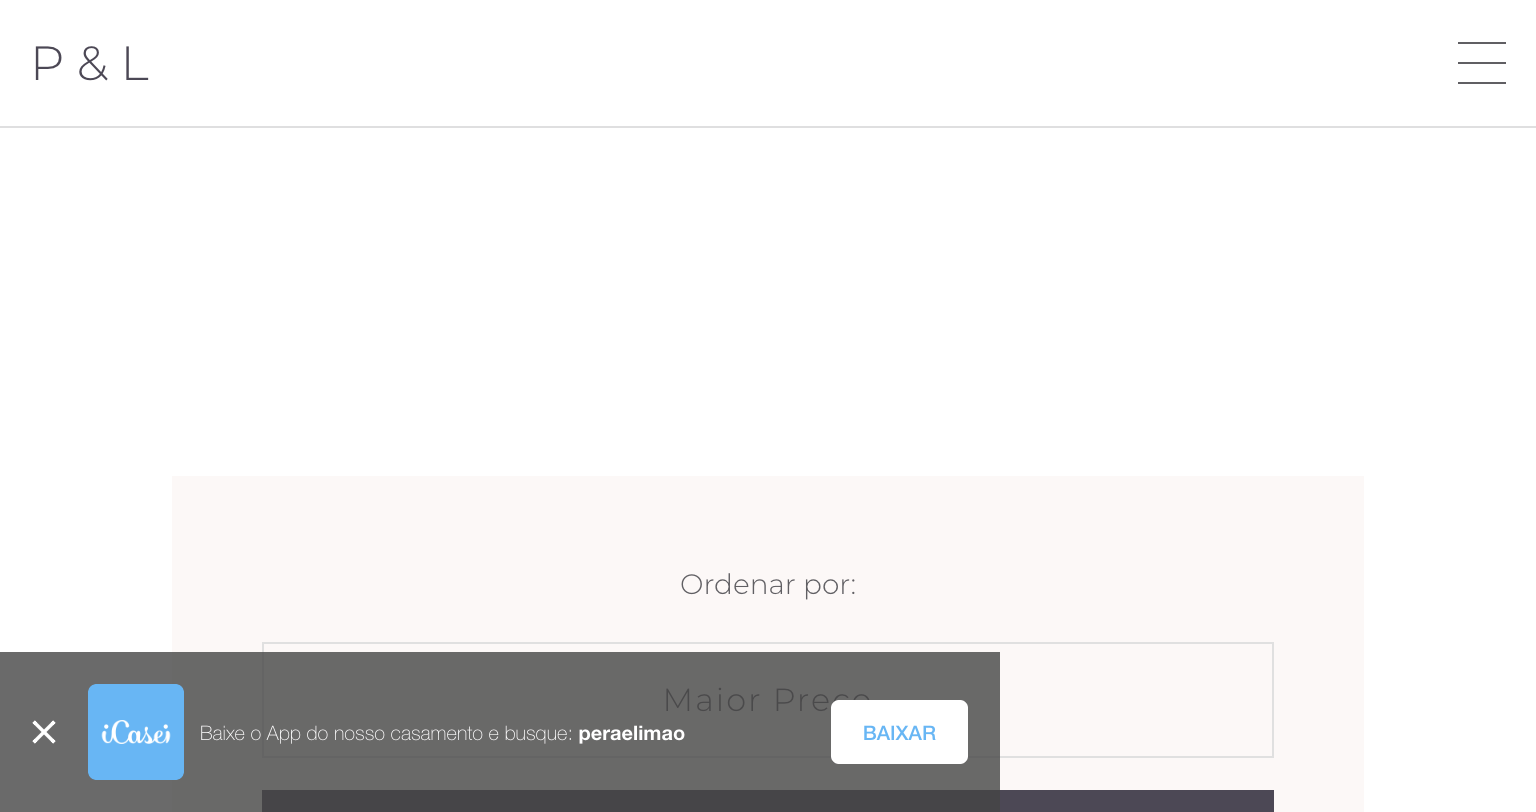 P & L
Ordenar por:
Maior Preço
iCasei
Baixe o App do nosso casamento e busque: peraelimao
BAIXAR